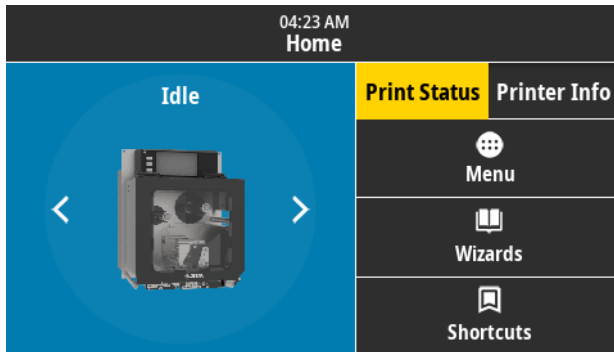 04:23 AM
Home
Idle
Print Status
Printer Info
Menu
Wizards
Shortcuts